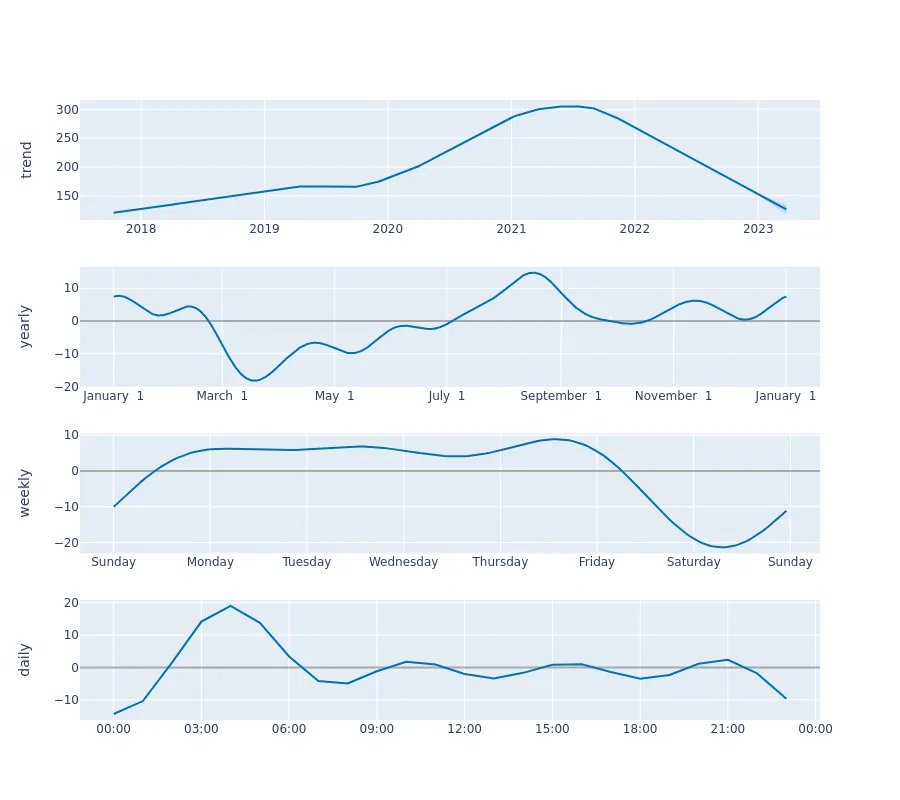 trend
300
250
200
150
2018 2019 2020 2021 2022 2023
yearly
10
0
−10
−20
January 1 March 1 May 1 July 1 September 1 November 1 January 1
weekly
10
0
−10
−20
Sunday Monday Tuesday Wednesday Thursday Friday Saturday Sunday
daily
20
10
0
−10
00:00 03:00 06:00 09:00 12:00 15:00 18:00 21:00 00:00